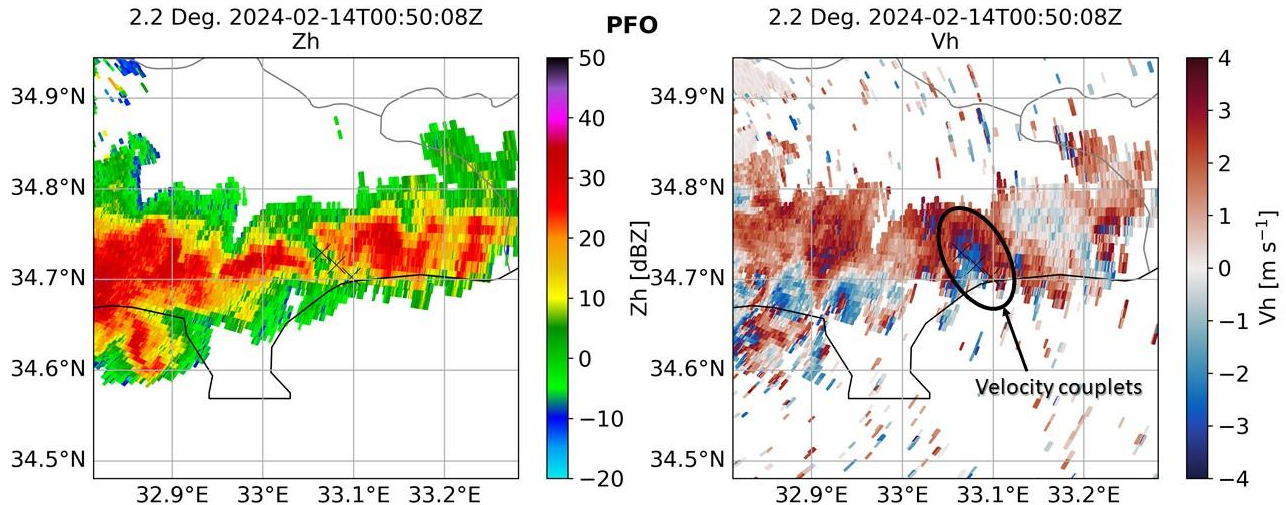 2.2 Deg. 2024-02-14T00:50:08Z
Zh
PFO
2.2 Deg. 2024-02-14T00:50:08Z
Vh
34.9°N
34.8°N
34.7°N
34.6°N
34.5°N
32.9°E
33°E
33.1°E
33.2°E
50
40
30
20
10
0
−10
−20
Zh [dBZ]
34.9°N
34.8°N
34.7°N
34.6°N
34.5°N
32.9°E
33°E
33.1°E
33.2°E
Velocity couplets
4
3
2
1
0
−1
−2
−3
−4
Vh [m s⁻¹]